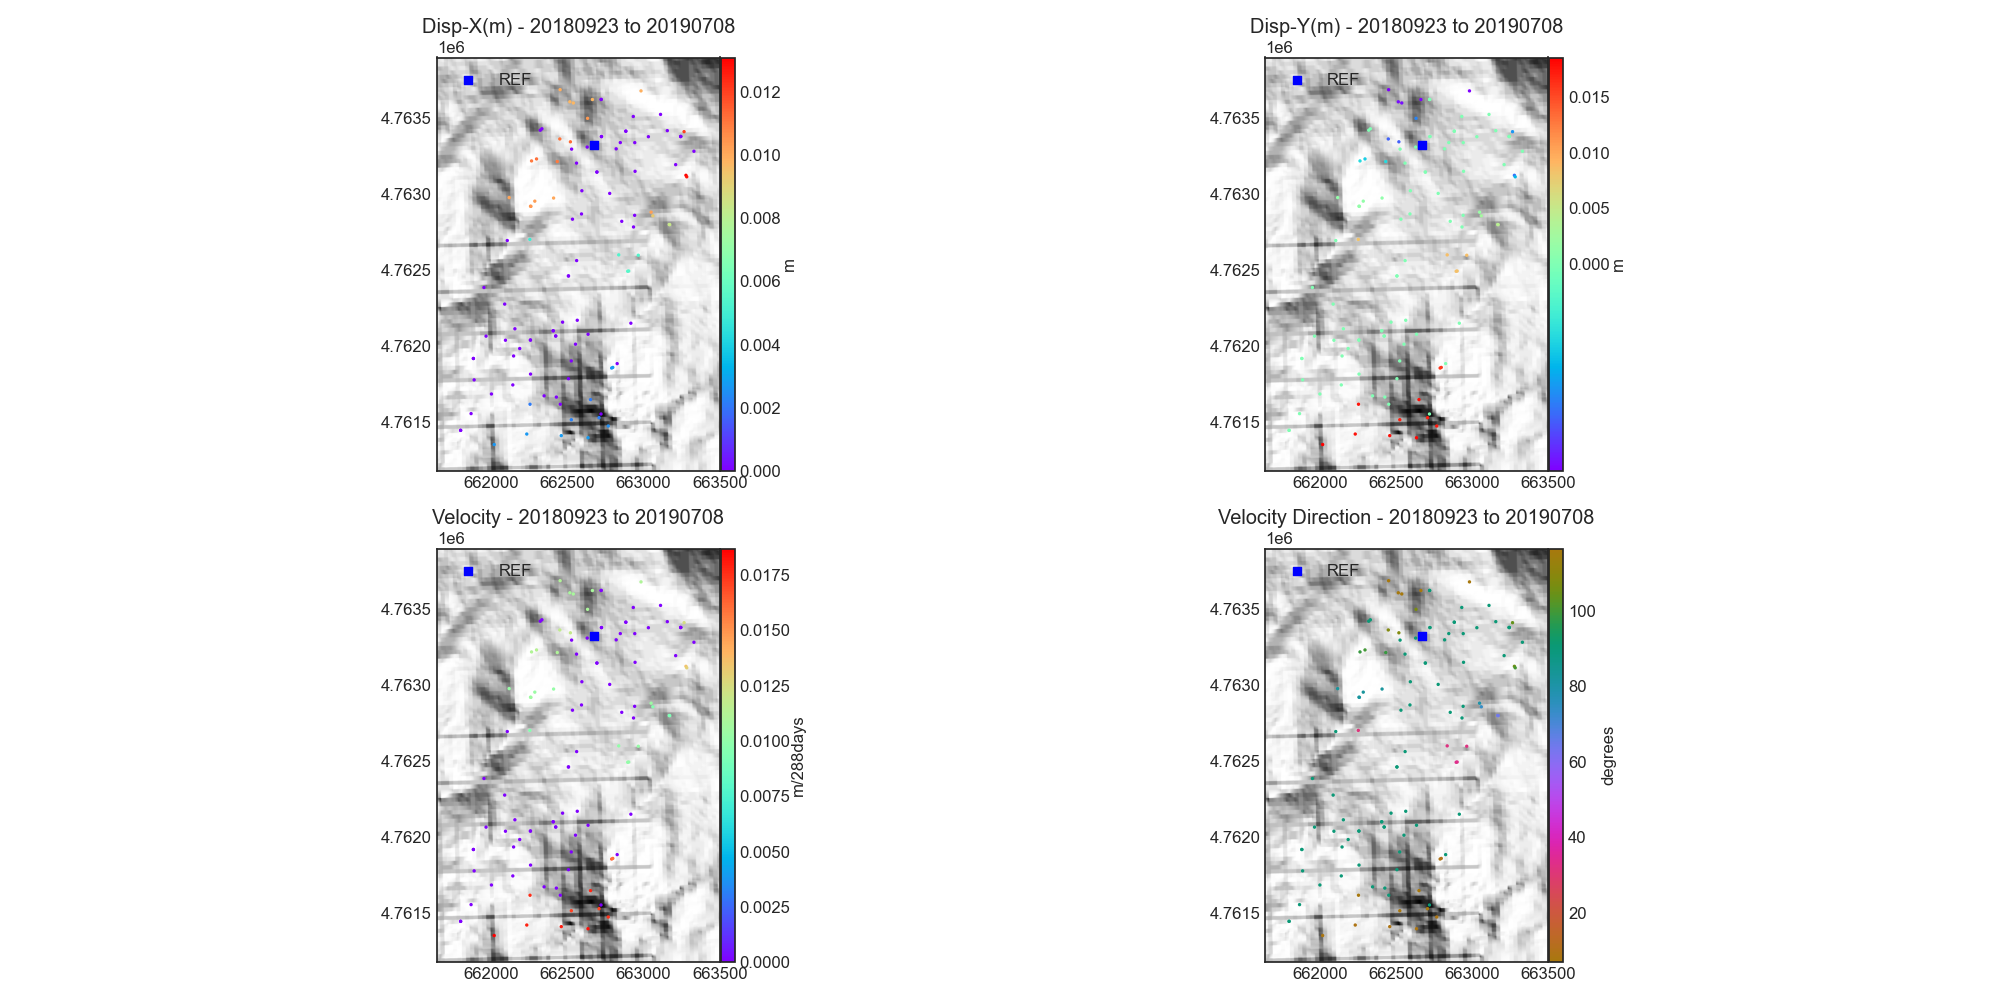 Disp-X(m) - 20180923 to 20190708
1e6
REF
4.7635
4.7630
4.7625
4.7620
4.7615
662000 662500 663000 663500
0.012
0.010
0.008
0.006
0.004
0.002
0.000
m
Disp-Y(m) - 20180923 to 20190708
1e6
REF
4.7635
4.7630
4.7625
4.7620
4.7615
662000 662500 663000 663500
0.015
0.010
0.005
0.000
m
Velocity - 20180923 to 20190708
1e6
REF
4.7635
4.7630
4.7625
4.7620
4.7615
662000 662500 663000 663500
0.0175
0.0150
0.0125
0.0100
0.0075
0.0050
0.0025
0.0000
m/288days
Velocity Direction - 20180923 to 20190708
1e6
REF
4.7635
4.7630
4.7625
4.7620
4.7615
662000 662500 663000 663500
100
80
60
40
20
degrees